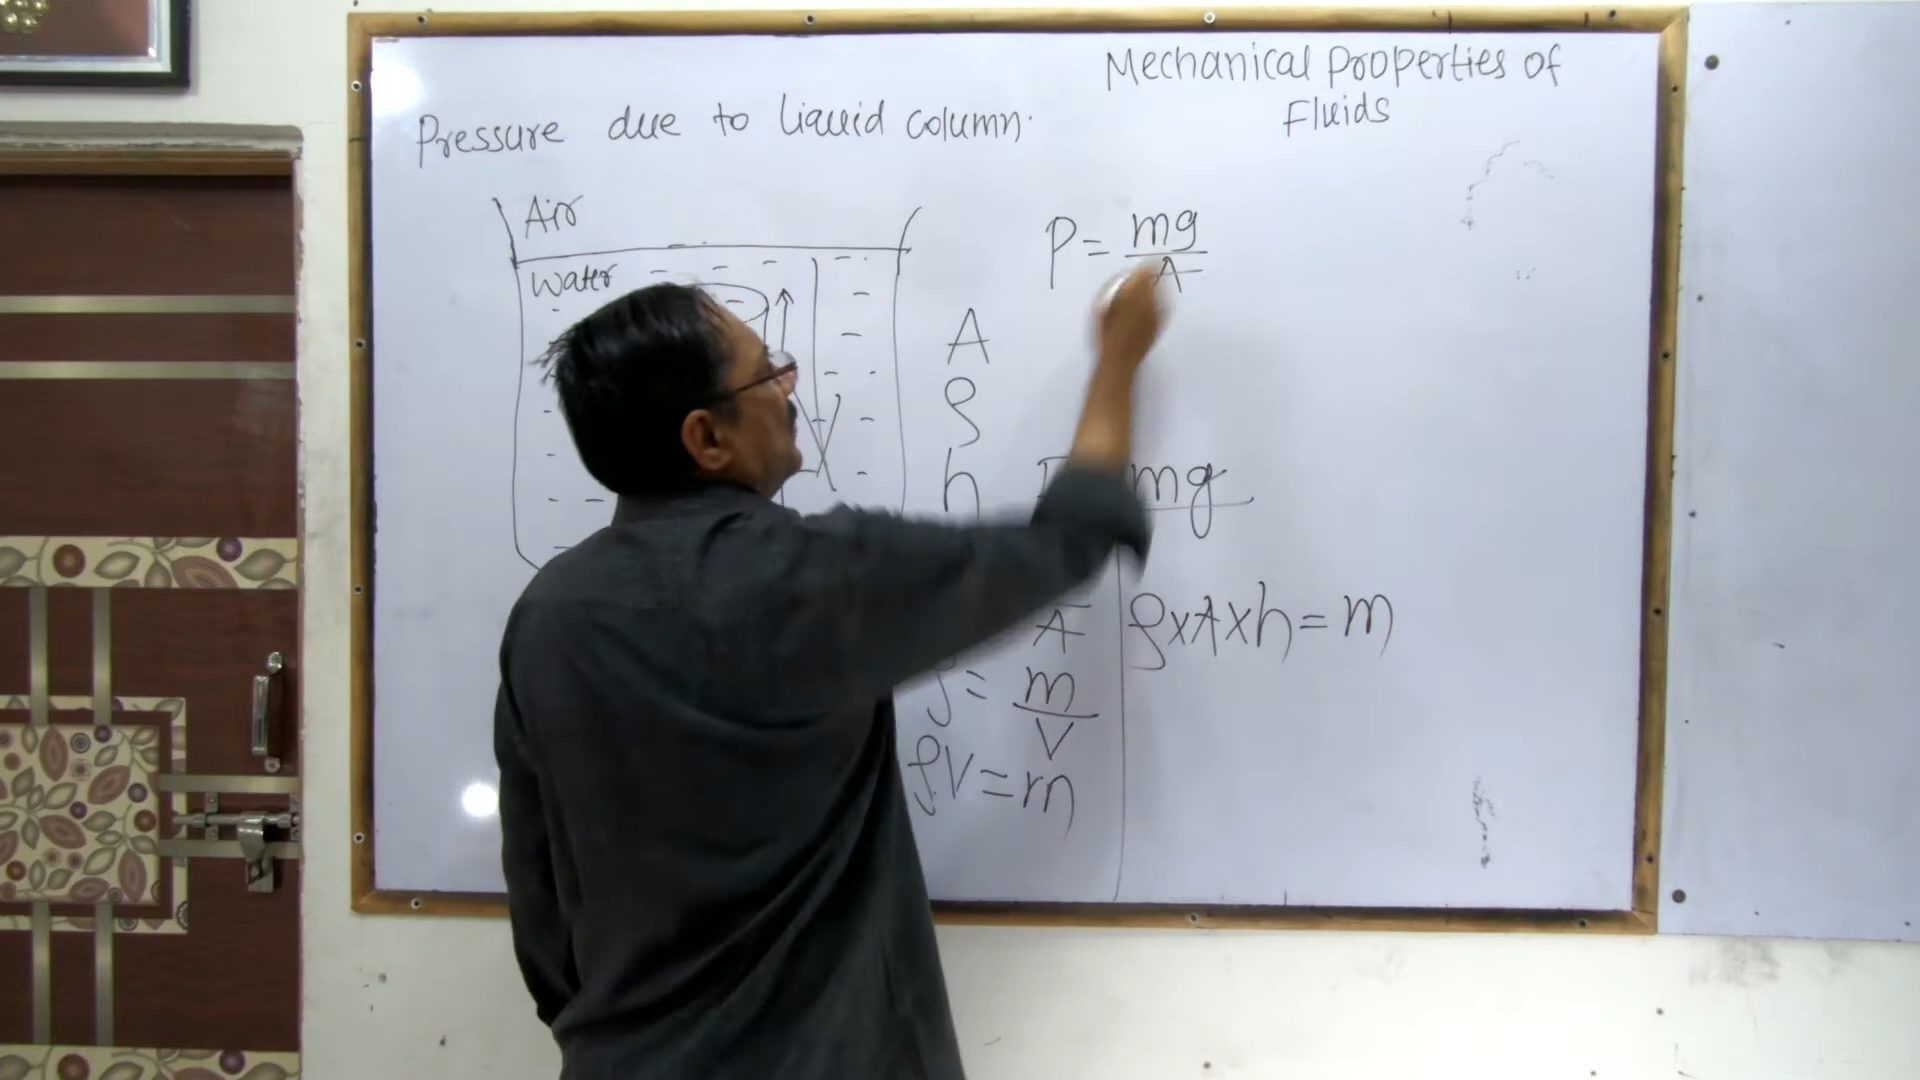 Mechanical Properties of
Fluids
Pressure due to liquid column.
Air
Water
P = mg
A
A
ρ
h
mg
A
ρ×A×h = m
ρ = m
V
ρV = m